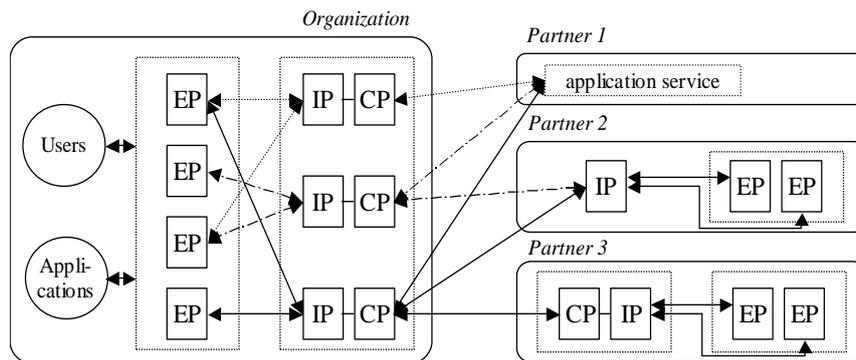 Organization
Partner 1
EP
IP
CP
application service
Users
Partner 2
EP
IP
CP
IP
EP
EP
EP
Partner 3
Appli-
cations
EP
IP
CP
CP
IP
EP
EP